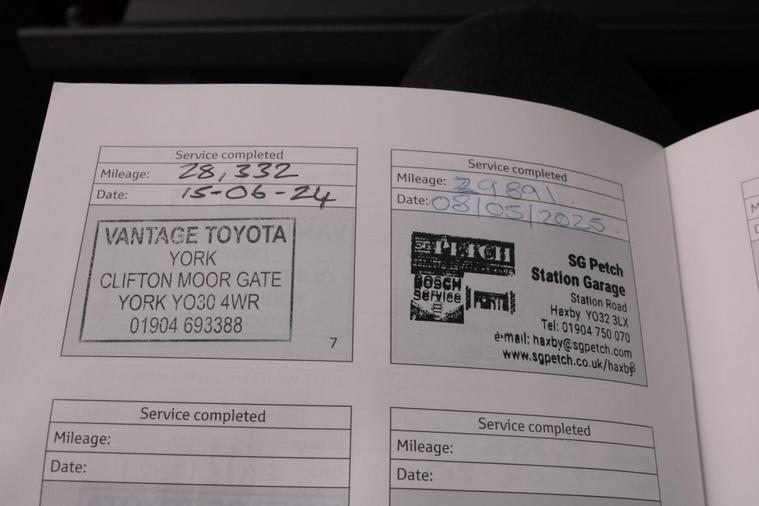 Service completed
Mileage: 28,332
Date: 15-06-24
VANTAGE TOYOTA
YORK
CLIFTON MOOR GATE
YORK YO30 4WR
01904 693388
7
Service completed
Mileage: 29891.
Date: 08/05/2025.
PETCH
BOSCH
Service
SG Petch
Station Garage
Station Road
Haxby YO32 3LX
Tel: 01904 750 070
e-mail: haxby@sgpetch.com
www.sgpetch.co.uk/haxby
8
Service completed
Mileage:
Date:
Service completed
Mileage:
Date: